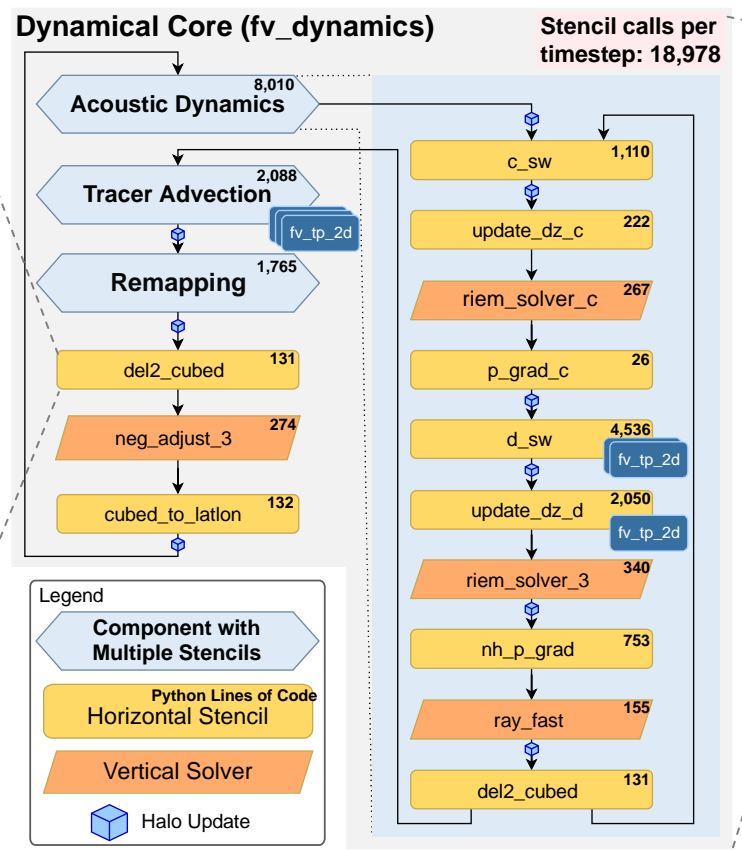 Dynamical Core (fv_dynamics)
Stencil calls per
timestep: 18,978
8,010
Acoustic Dynamics
2,088
Tracer Advection
fv_tp_2d
1,765
Remapping
131
del2_cubed
274
neg_adjust_3
132
cubed_to_latlon
1,110
c_sw
222
update_dz_c
267
riem_solver_c
26
p_grad_c
4,536
d_sw
fv_tp_2d
2,050
update_dz_d
fv_tp_2d
340
riem_solver_3
753
nh_p_grad
155
ray_fast
131
del2_cubed
Legend
Component with
Multiple Stencils
Python Lines of Code
Horizontal Stencil
Vertical Solver
Halo Update